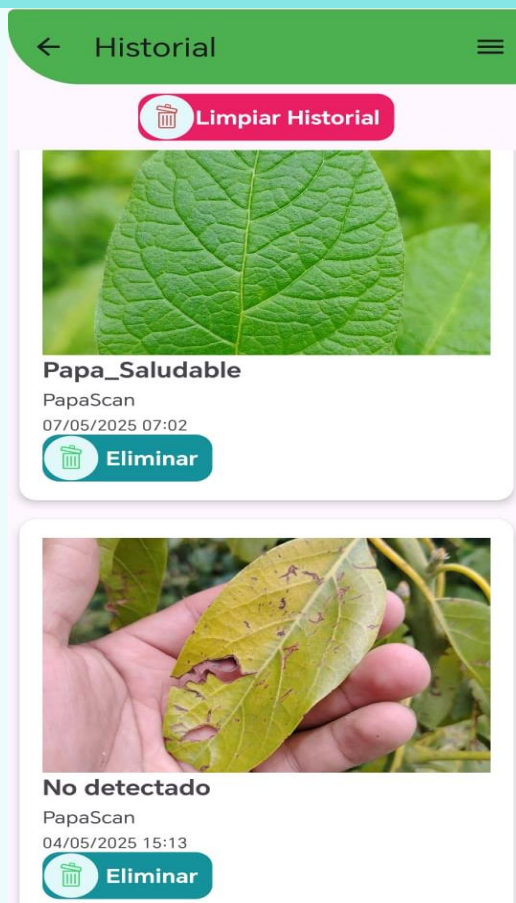 Historial
Limpiar Historial
Papa_Saludable
PapaScan
07/05/2025 07:02
Eliminar
No detectado
PapaScan
04/05/2025 15:13
Eliminar